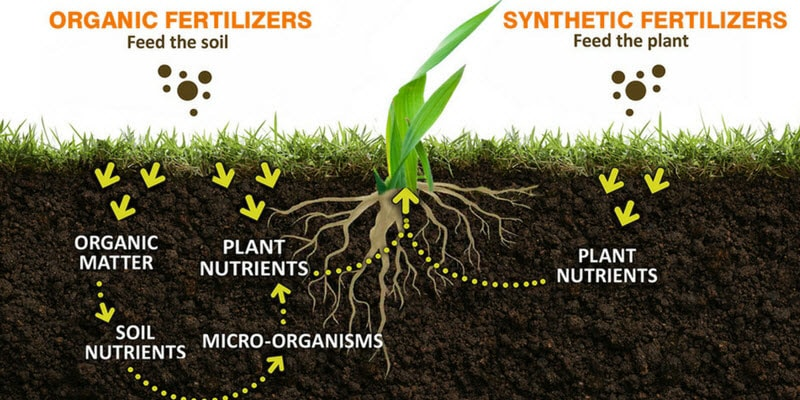 ORGANIC FERTILIZERS
Feed the soil
SYNTHETIC FERTILIZERS
Feed the plant
ORGANIC
MATTER
PLANT
NUTRIENTS
PLANT
NUTRIENTS
SOIL
NUTRIENTS
MICRO-ORGANISMS